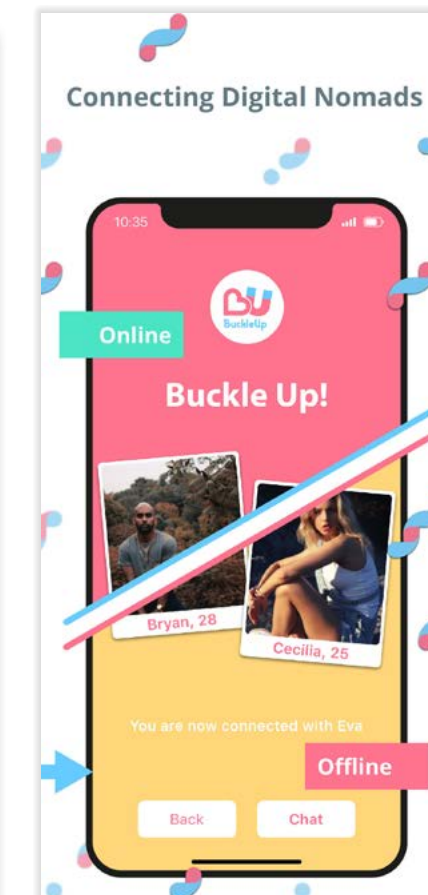 Connecting Digital Nomads
10:35
BU
BuckleUp
Online
Buckle Up!
Bryan, 28
Cecilia, 25
You are now connected with Eva
Offline
Back
Chat